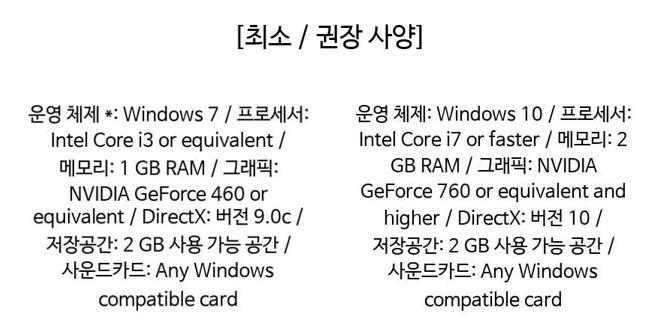 [최소 / 권장 사양]
운영 체제 *: Windows 7 / 프로세서:
Intel Core i3 or equivalent /
메모리: 1 GB RAM / 그래픽:
NVIDIA GeForce 460 or
equivalent / DirectX: 버전 9.0c /
저장공간: 2 GB 사용 가능 공간 /
사운드카드: Any Windows
compatible card
운영 체제: Windows 10 / 프로세서:
Intel Core i7 or faster / 메모리: 2
GB RAM / 그래픽: NVIDIA
GeForce 760 or equivalent and
higher / DirectX: 버전 10 /
저장공간: 2 GB 사용 가능 공간 /
사운드카드: Any Windows
compatible card